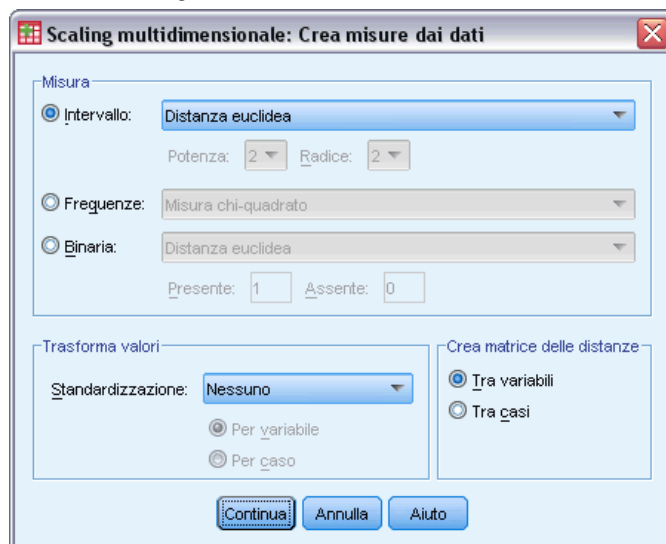 Scaling multidimensionale: Crea misure dai dati
Misura
Intervallo: Distanza euclidea
Potenza: 2 Radice: 2
Frequenze: Misura chi-quadrato
Binaria: Distanza euclidea
Presente: 1 Assente: 0
Trasforma valori
Standardizzazione: Nessuno
Per variabile
Per caso
Crea matrice delle distanze
Tra variabili
Tra casi
Continua Annulla Aiuto